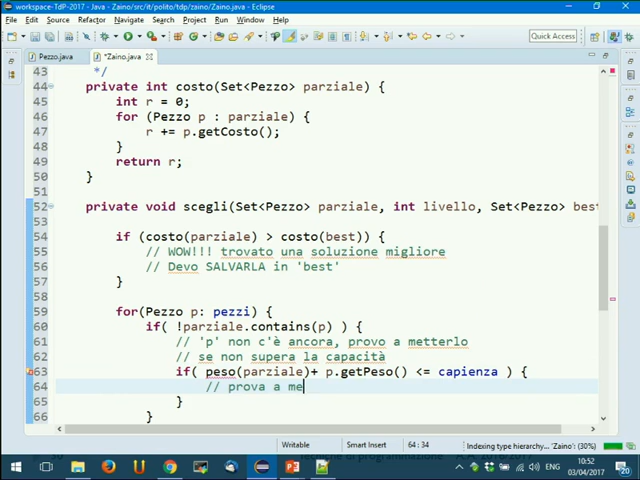 workspace-TdP-2017 - Java - Zaino/src/it/polito/tdp/zaino/Zaino.java - Eclipse
File Edit Source Refactor Navigate Search Project Run Window Help
Quick Access
Pezzo.java *Zaino.java
43 */
44 private int costo(Set<Pezzo> parziale) {
45 int r = 0;
46 for (Pezzo p : parziale) {
47 r += p.getCosto();
48 }
49 return r;
50 }
51
52 private void scegli(Set<Pezzo> parziale, int livello, Set<Pezzo> best
53
54 if (costo(parziale) > costo(best)) {
55 // WOW!!! trovato una soluzione migliore
56 // Devo SALVARLA in 'best'
57 }
58
59 for(Pezzo p: pezzi) {
60 if( !parziale.contains(p) ) {
61 // 'p' non c'è ancora, provo a metterlo
62 // se non supera la capacità
63 if( peso(parziale)+ p.getPeso() <= capienza ) {
64 // prova a me
65 }
66 }
Writable Smart Insert 64 : 34 Indexing type hierarchy... 'Zaino': (30%)
10:52
03/04/2017
20